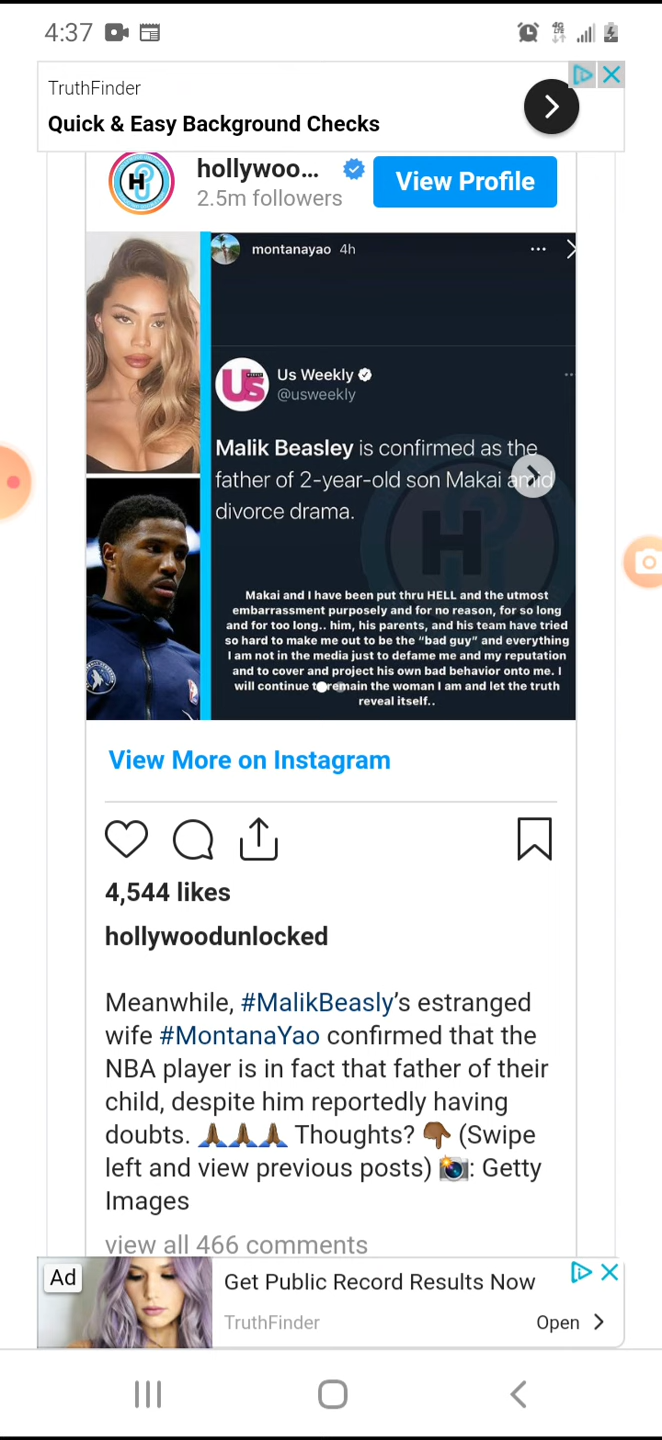 4:37
4G
LTE
TruthFinder
Quick & Easy Background Checks
H
hollywoo...
2.5m followers
View Profile
montanayao 4h
Us
WEEKLY
Us Weekly
@usweekly
Malik Beasley is confirmed as the
father of 2-year-old son Makai amid
divorce drama.
H
Makai and I have been put thru HELL and the utmost
embarrassment purposely and for no reason, for so long
and for too long.. him, his parents, and his team have tried
so hard to make me out to be the “bad guy” and everything
I am not in the media just to defame me and my reputation
and to cover and project his own bad behavior onto me. I
will continue to remain the woman I am and let the truth
reveal itself..
View More on Instagram
4,544 likes
hollywoodunlocked
Meanwhile, #MalikBeasly’s estranged
wife #MontanaYao confirmed that the
NBA player is in fact that father of their
child, despite him reportedly having
doubts. 🙏🏾🙏🏾🙏🏾 Thoughts? 👇🏾 (Swipe
left and view previous posts) 📸: Getty
Images
view all 466 comments
Ad
Get Public Record Results Now
TruthFinder
Open